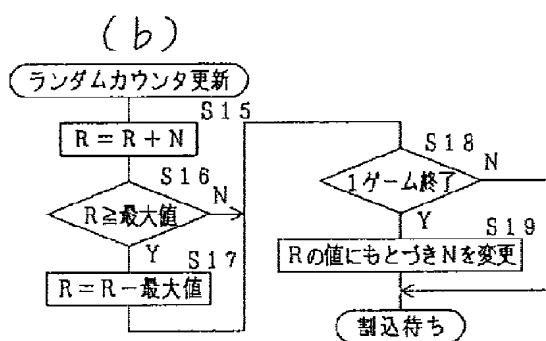 (b)
ランダムカウンタ更新
S15
R=R+N
S16
R≧最大値
N
Y
S17
R=R－最大値
S18
1ゲーム終了
N
Y
S19
Rの値にもとづきNを変更
割込待ち